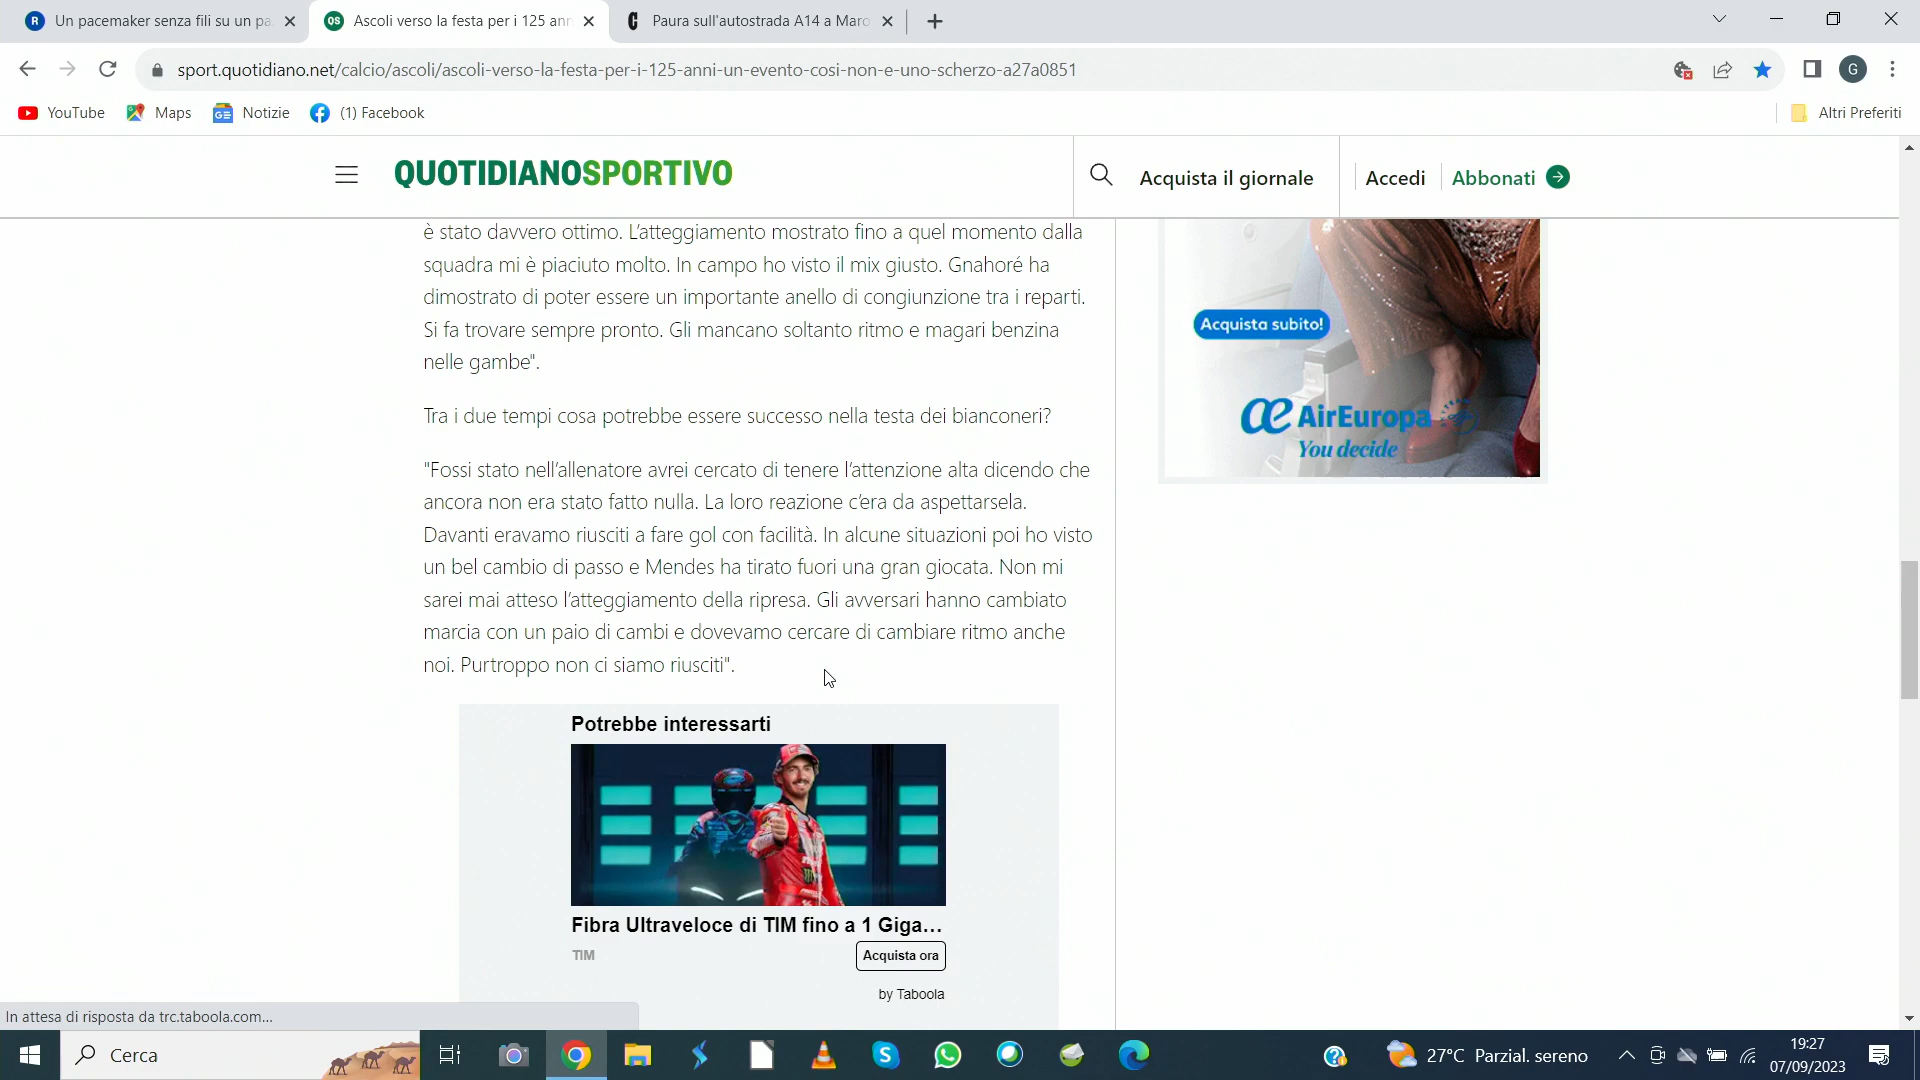 Un pacemaker senza fili su un pa
Ascoli verso la festa per i 125 ann
Paura sull'autostrada A14 a Maro
sport.quotidiano.net/calcio/ascoli/ascoli-verso-la-festa-per-i-125-anni-un-evento-cosi-non-e-uno-scherzo-a27a0851
G
YouTube
Maps
Notizie
(1) Facebook
Altri Preferiti
QUOTIDIANOSPORTIVO
Acquista il giornale
Accedi
Abbonati
è stato davvero ottimo. L'atteggiamento mostrato fino a quel momento dalla
squadra mi è piaciuto molto. In campo ho visto il mix giusto. Gnahoré ha
dimostrato di poter essere un importante anello di congiunzione tra i reparti.
Si fa trovare sempre pronto. Gli mancano soltanto ritmo e magari benzina
nelle gambe".
Tra i due tempi cosa potrebbe essere successo nella testa dei bianconeri?
"Fossi stato nell'allenatore avrei cercato di tenere l'attenzione alta dicendo che
ancora non era stato fatto nulla. La loro reazione c'era da aspettarsela.
Davanti eravamo riusciti a fare gol con facilità. In alcune situazioni poi ho visto
un bel cambio di passo e Mendes ha tirato fuori una gran giocata. Non mi
sarei mai atteso l'atteggiamento della ripresa. Gli avversari hanno cambiato
marcia con un paio di cambi e dovevamo cercare di cambiare ritmo anche
noi. Purtroppo non ci siamo riusciti".
Acquista subito!
AirEuropa
You decide
Potrebbe interessarti
Fibra Ultraveloce di TIM fino a 1 Giga...
TIM
Acquista ora
by Taboola
In attesa di risposta da trc.taboola.com...
Cerca
27°C Parzial. sereno
19:27
07/09/2023